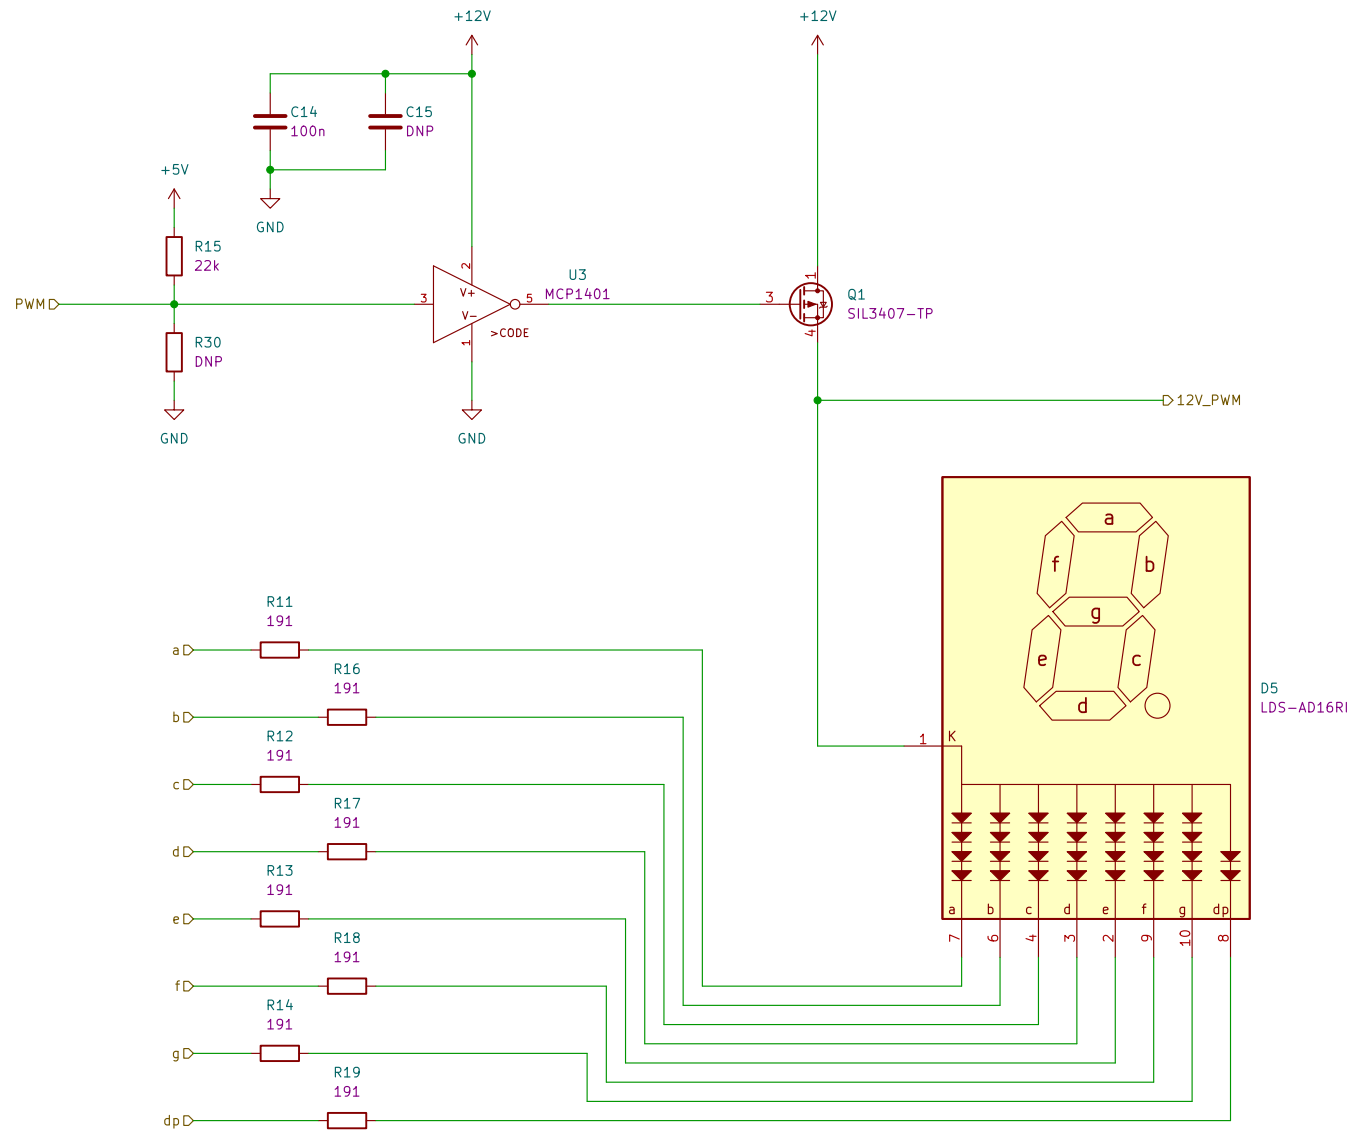 +12V
+12V
C14
100n
C15
DNP
+5V
GND
R15
22k
2
U3
MCP1401
1
PWM
3
V+
V-
5
>CODE
1
3
Q1
SIL3407-TP
4
R30
DNP
12V_PWM
GND
GND
a
f
b
g
e
c
d
D5
LDS-AD16RI
1
K
R11
191
a
R16
191
b
R12
191
c
R17
191
d
R13
191
e
R18
191
f
R14
191
g
R19
191
dp
a
b
c
d
e
f
g
dp
7
6
4
3
2
9
10
8